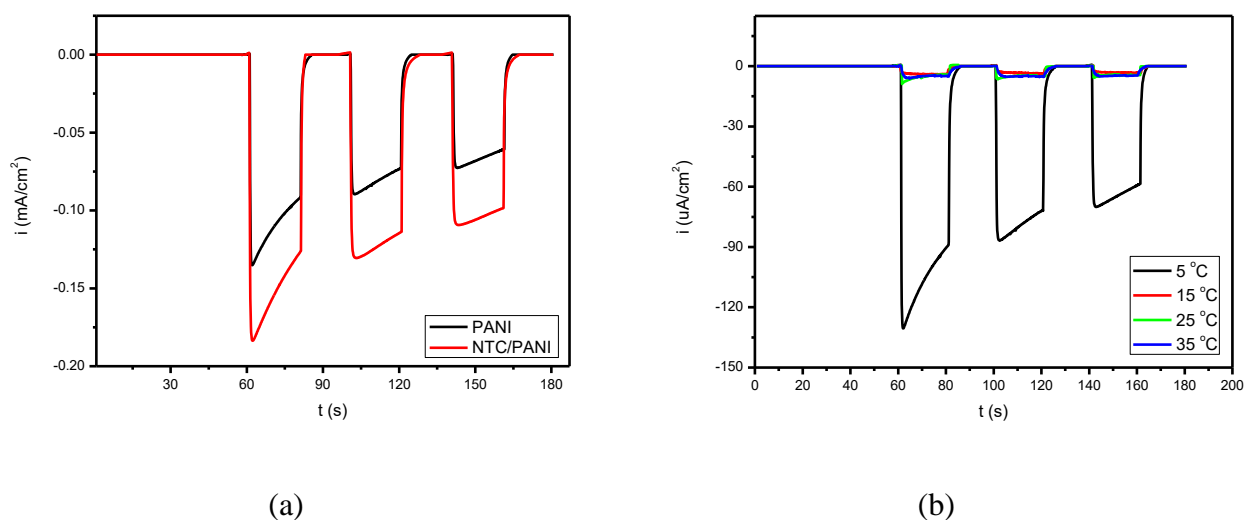 0.00
-0.05
-0.10
-0.15
-0.20
i (mA/cm²)
30 60 90 120 150 180
t (s)
PANI
NTC/PANI
(a)
0
-30
-60
-90
-120
-150
i (uA/cm²)
0 20 40 60 80 100 120 140 160 180 200
t (s)
5 °C
15 °C
25 °C
35 °C
(b)